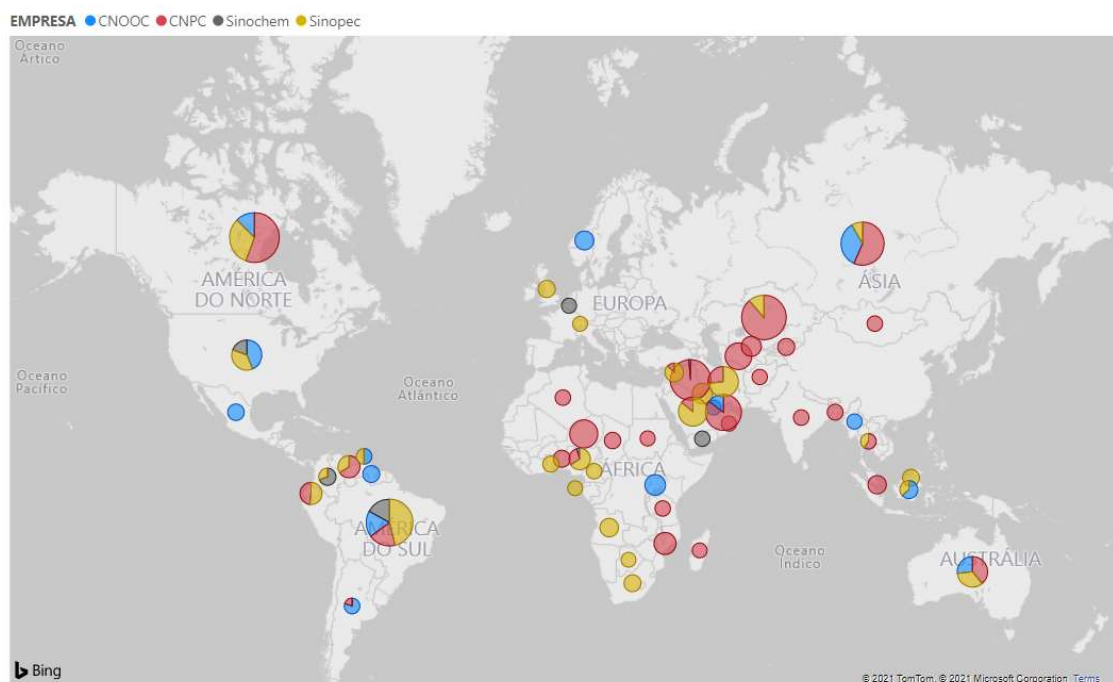 EMPRESA CNOOC CNPC Sinochem Sinopec
Oceano
Ártico
AMÉRICA
DO NORTE
EUROPA
ÁSIA
Oceano
Pacífico
Oceano
Atlântico
ÁFRICA
AMÉRICA
DO SUL
Oceano
Índico
AUSTRÁLIA
Bing
© 2021 TomTom, © 2021 Microsoft Corporation Terms